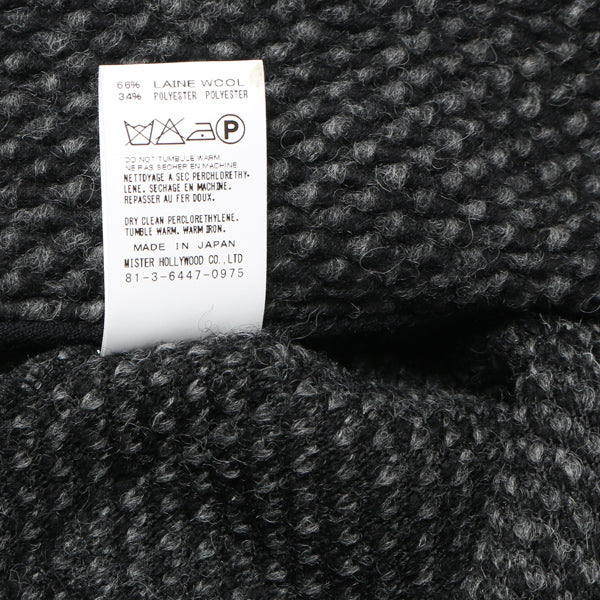 66% LAINE WOOL
34% POLYESTER POLYESTER
P
DO NOT TUMBULE WARM.
NE PAS SECHER EN MACHINE
NETTOYAGE A SEC PERCHLORETHY-
LENE. SECHAGE EN MACHINE.
REPASSER AU FER DOUX.
DRY CLEAN PERCLORETHYLENE.
TUMBLE WARM. WARM IRON.
MADE IN JAPAN
MISTER HOLLYWOOD CO., LTD
81-3-6447-0975